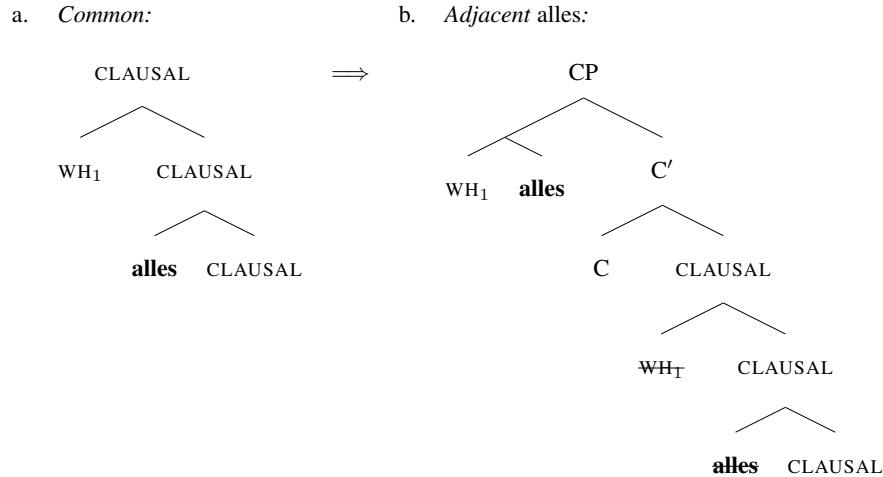 a. Common: b. Adjacent alles:
CLAUSAL ⟹ CP
WH₁ CLAUSAL WH₁ alles C′
alles CLAUSAL C CLAUSAL
WH₁ CLAUSAL
alles CLAUSAL